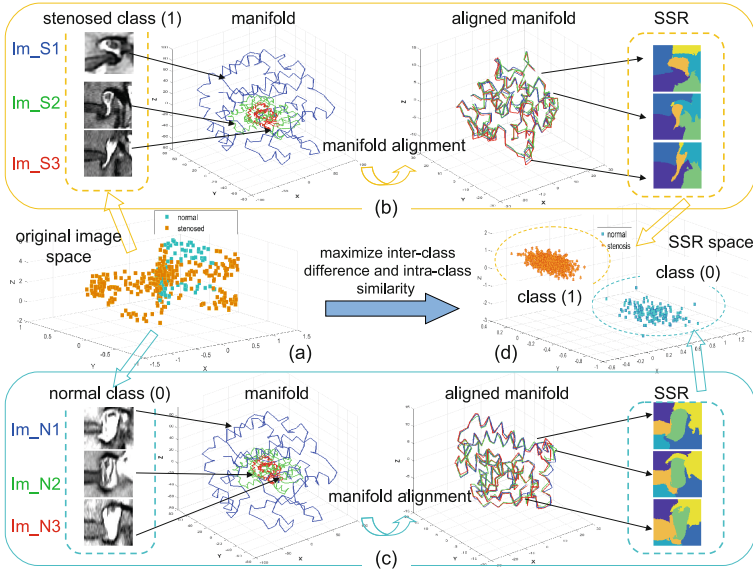 stenosed class (1)
manifold
aligned manifold
SSR
Im_S1
Im_S2
Im_S3
manifold alignment
(b)
original image
space
normal
stenosed
(a)
maximize inter-class
difference and intra-class
similarity
normal
stenosis
SSR space
class (1)
class (0)
(d)
normal class (0)
manifold
aligned manifold
SSR
Im_N1
Im_N2
Im_N3
manifold alignment
(c)